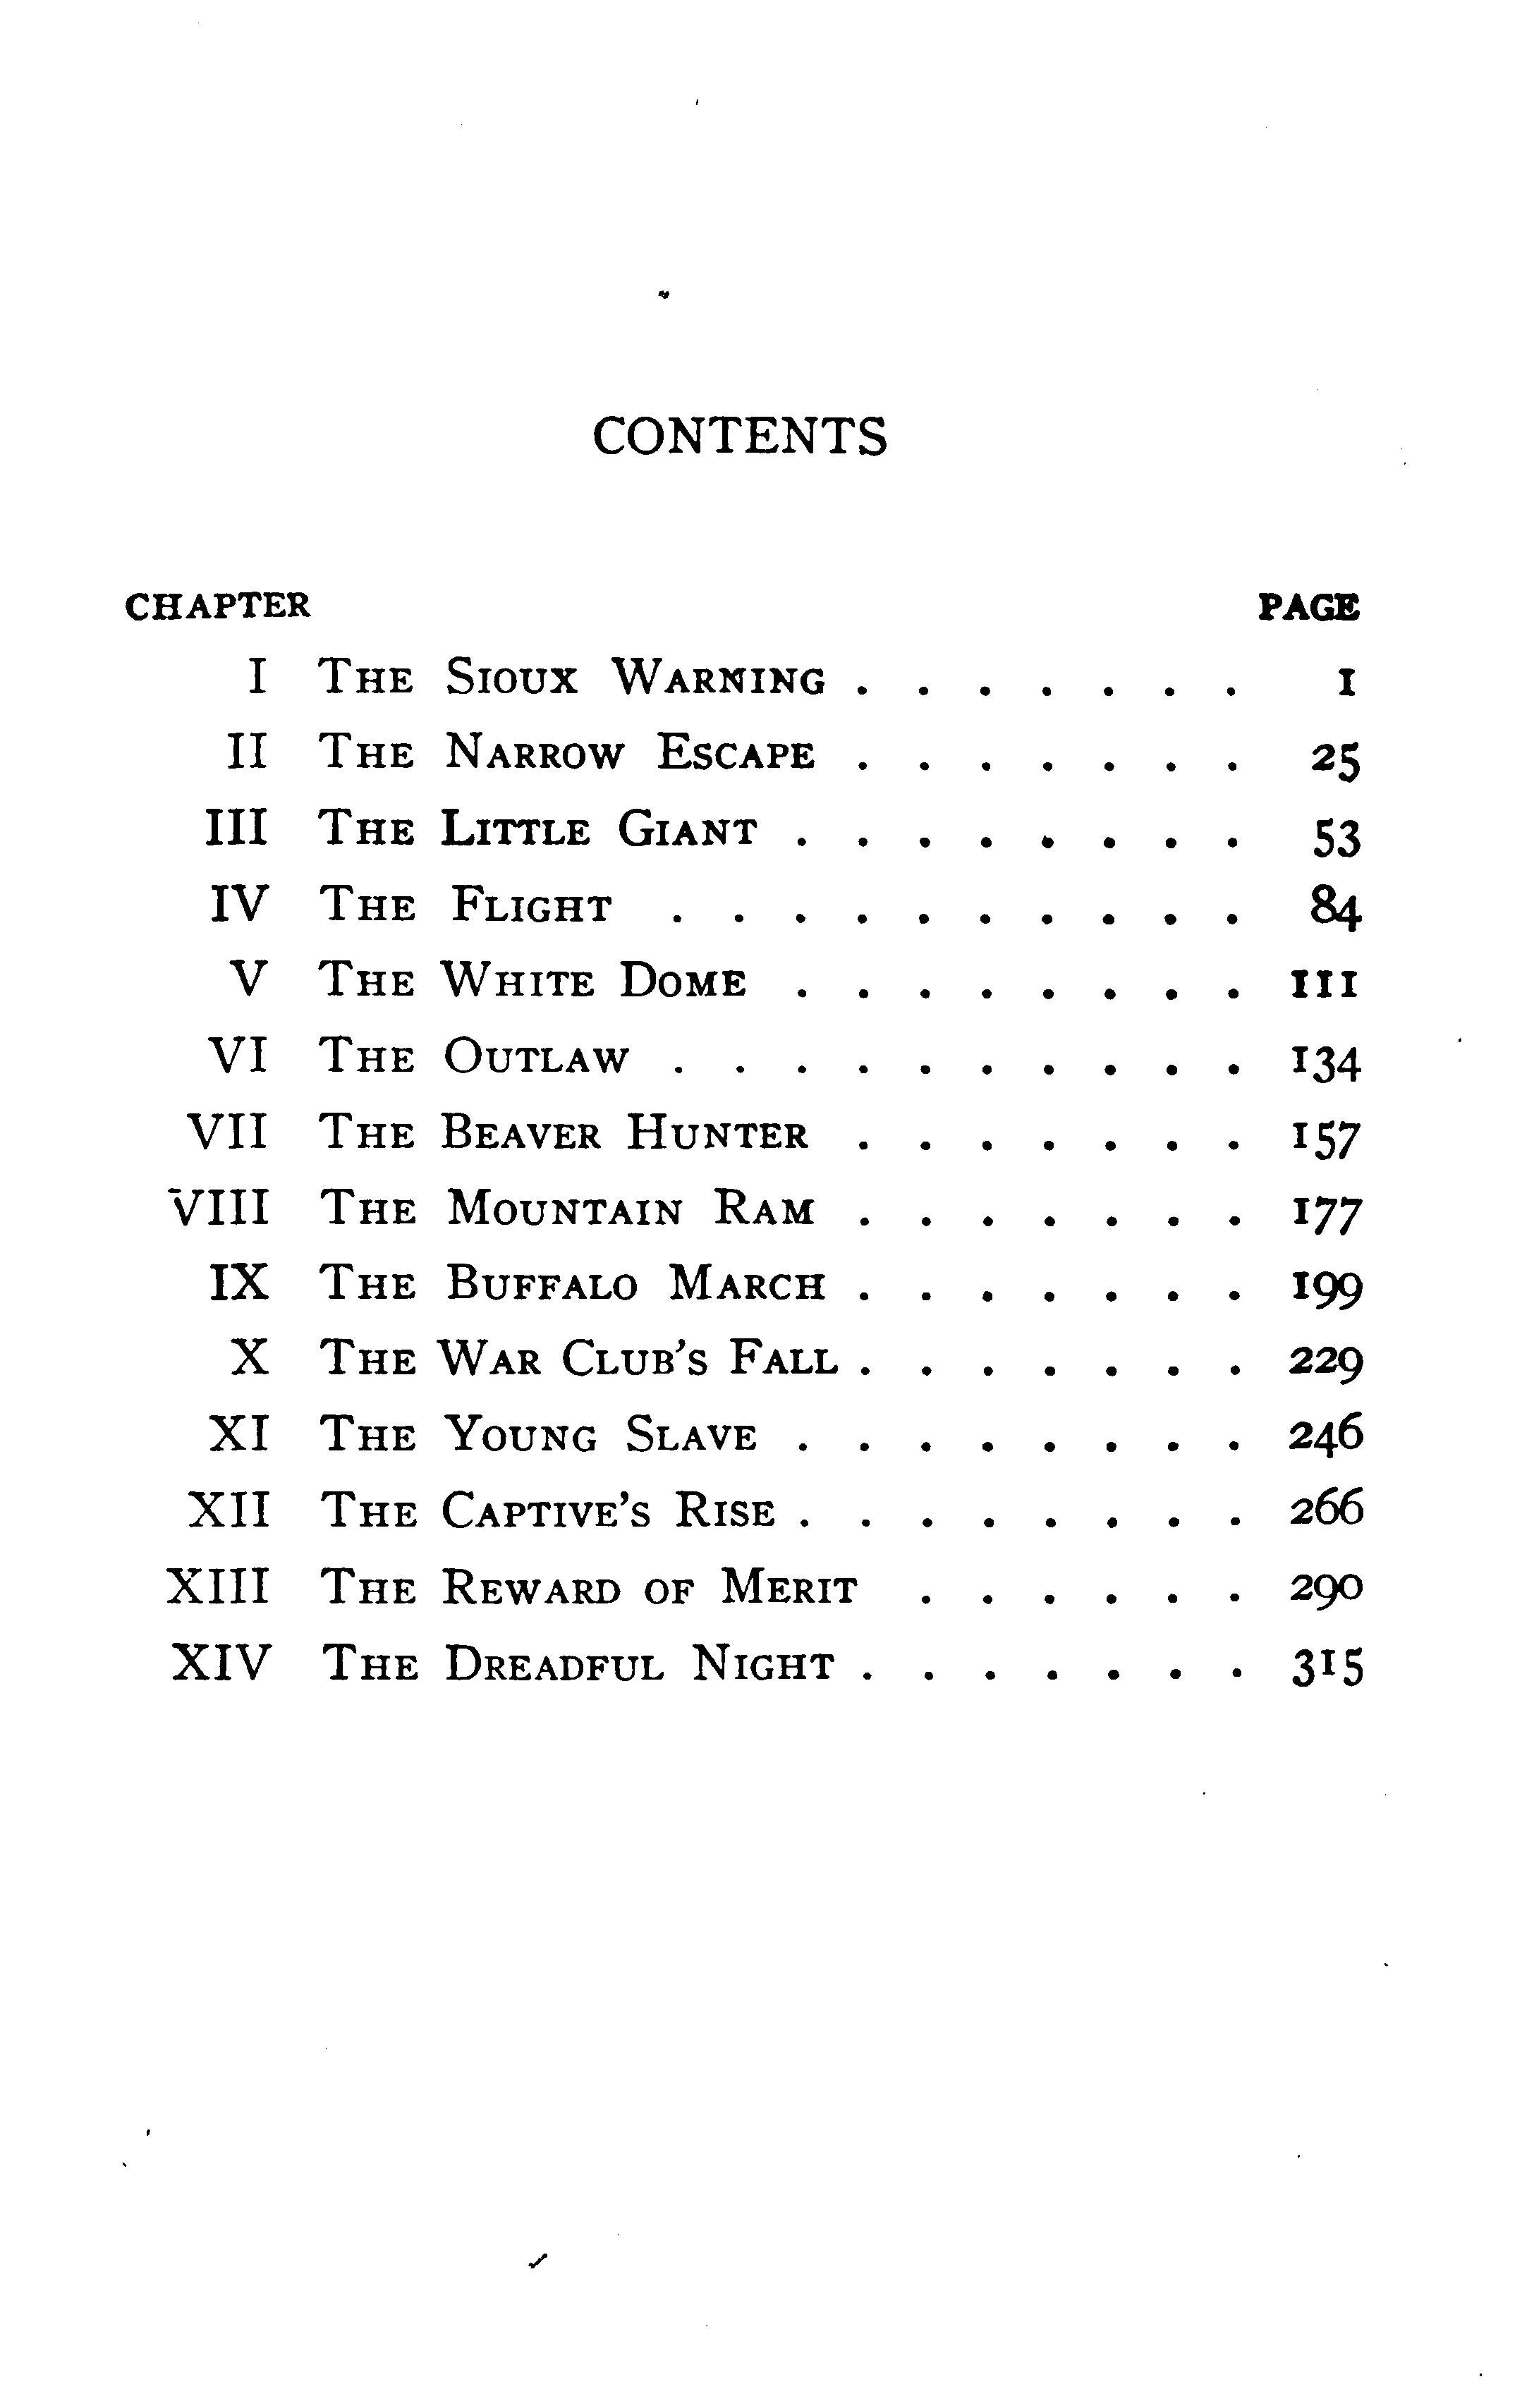 CONTENTS
CHAPTER PAGE
I The Sioux Warning . . . . . . . 1
II The Narrow Escape . . . . . . . 25
III The Little Giant . . . . . . . . 53
IV The Flight . . . . . . . . . . 84
V The White Dome . . . . . . . . 111
VI The Outlaw . . . . . . . . . . 134
VII The Beaver Hunter . . . . . . . 157
VIII The Mountain Ram . . . . . . . 177
IX The Buffalo March . . . . . . . 199
X The War Club's Fall . . . . . . . 229
XI The Young Slave . . . . . . . . 246
XII The Captive's Rise . . . . . . . . 266
XIII The Reward of Merit . . . . . . 290
XIV The Dreadful Night . . . . . . . 315